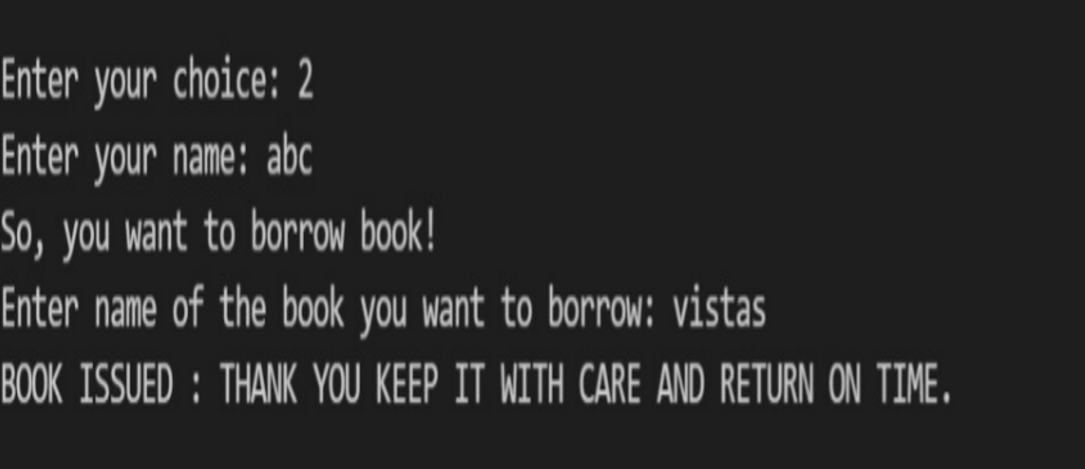 Enter your choice: 2
Enter your name: abc
So, you want to borrow book!
Enter name of the book you want to borrow: vistas
BOOK ISSUED : THANK YOU KEEP IT WITH CARE AND RETURN ON TIME.